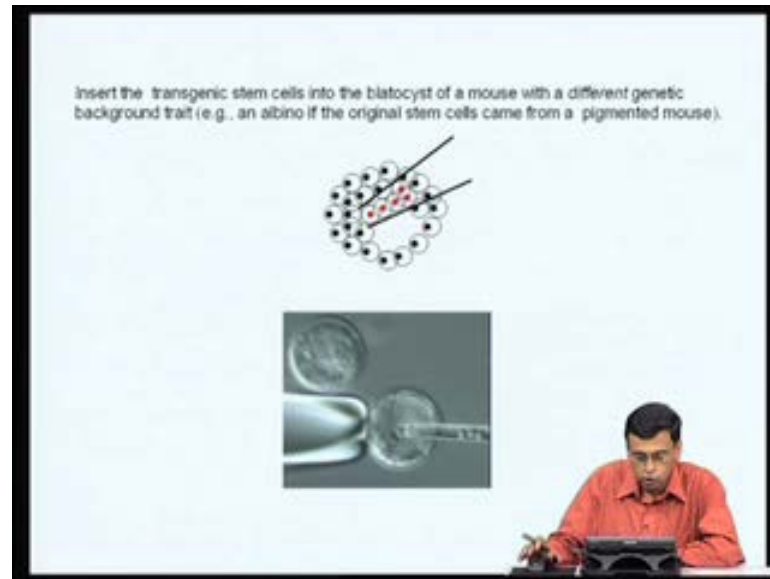 Insert the transgenic stem cells into the blatocyst of a mouse with a different genetic
background trait (e.g., an albino if the original stem cells came from a pigmented mouse).